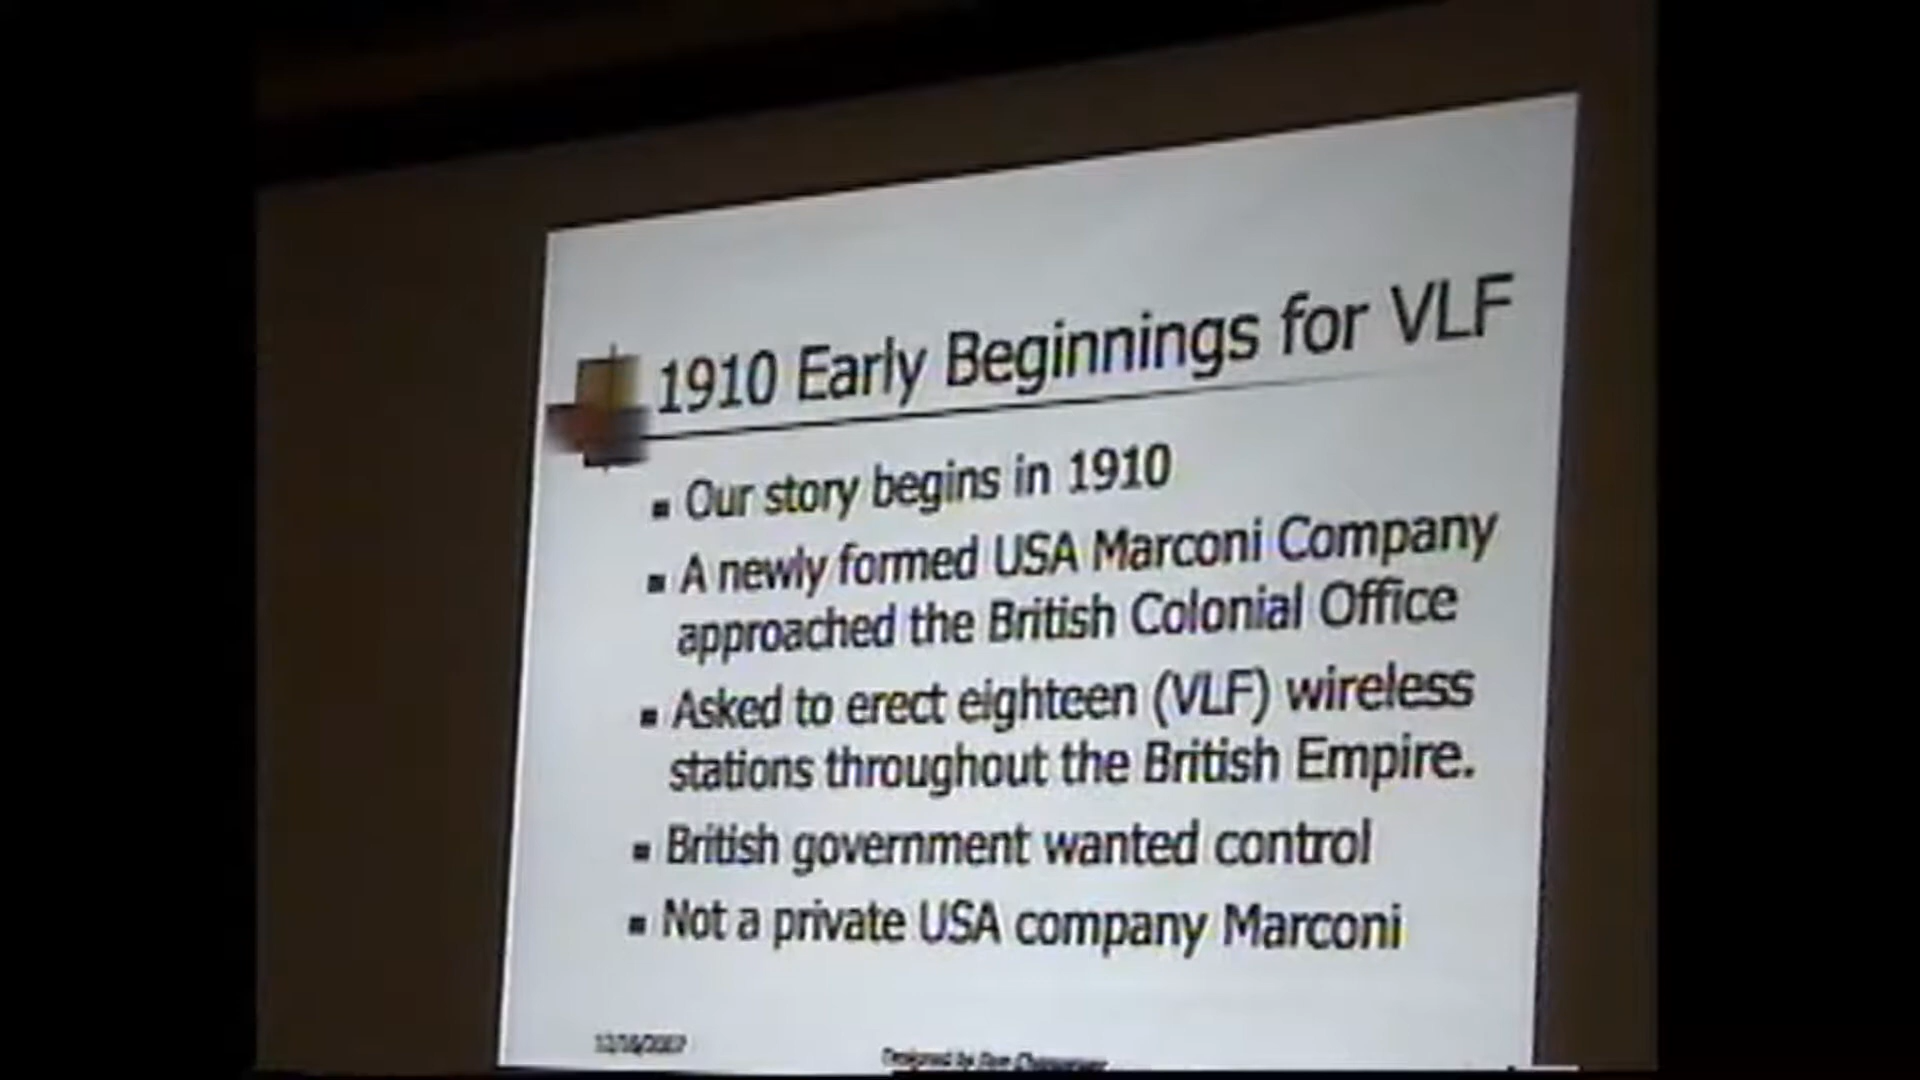 1910 Early Beginnings for VLF
Our story begins in 1910
A newly formed USA Marconi Company
approached the British Colonial Office
Asked to erect eighteen (VLF) wireless
stations throughout the British Empire.
British government wanted control
Not a private USA company Marconi
Designed by